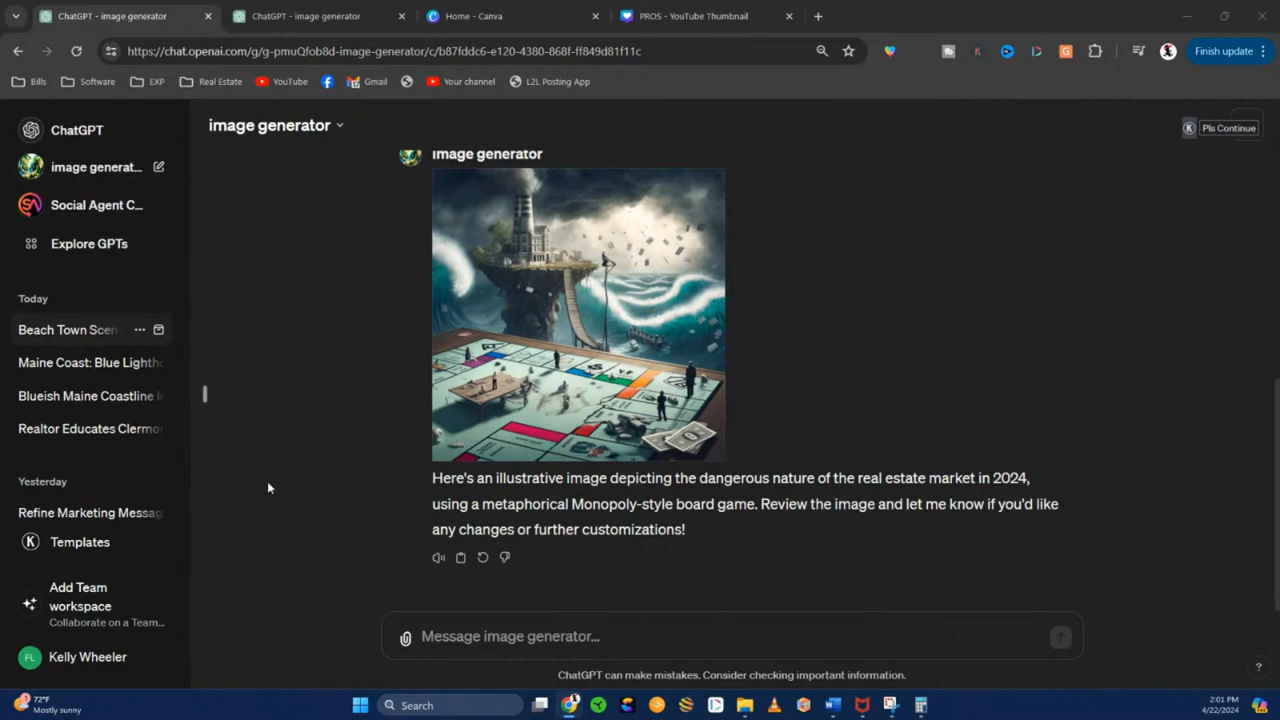 ChatGPT - image generator
ChatGPT - image generator
Home - Canva
PROS - YouTube Thumbnail
https://chat.openai.com/g/g-pmuQfob8d-image-generator/c/b87fddc6-e120-4380-868f-ff849d81f11c
Finish update
Bills
Software
EXP
Real Estate
YouTube
Gmail
Your channel
L2L Posting App
ChatGPT
image generator
Pls Continue
image generat...
image generator
Social Agent C...
Explore GPTs
Today
Beach Town Scen
Maine Coast: Blue Lighth
Blueish Maine Coastline I
Realtor Educates Clermo
Yesterday
Refine Marketing Messag
Templates
Add Team
workspace
Collaborate on a Team...
Kelly Wheeler
FL
Here's an illustrative image depicting the dangerous nature of the real estate market in 2024,
using a metaphorical Monopoly-style board game. Review the image and let me know if you'd like
any changes or further customizations!
Message image generator...
ChatGPT can make mistakes. Consider checking important information.
?
72°F
Mostly sunny
Search
2:01 PM
4/22/2024